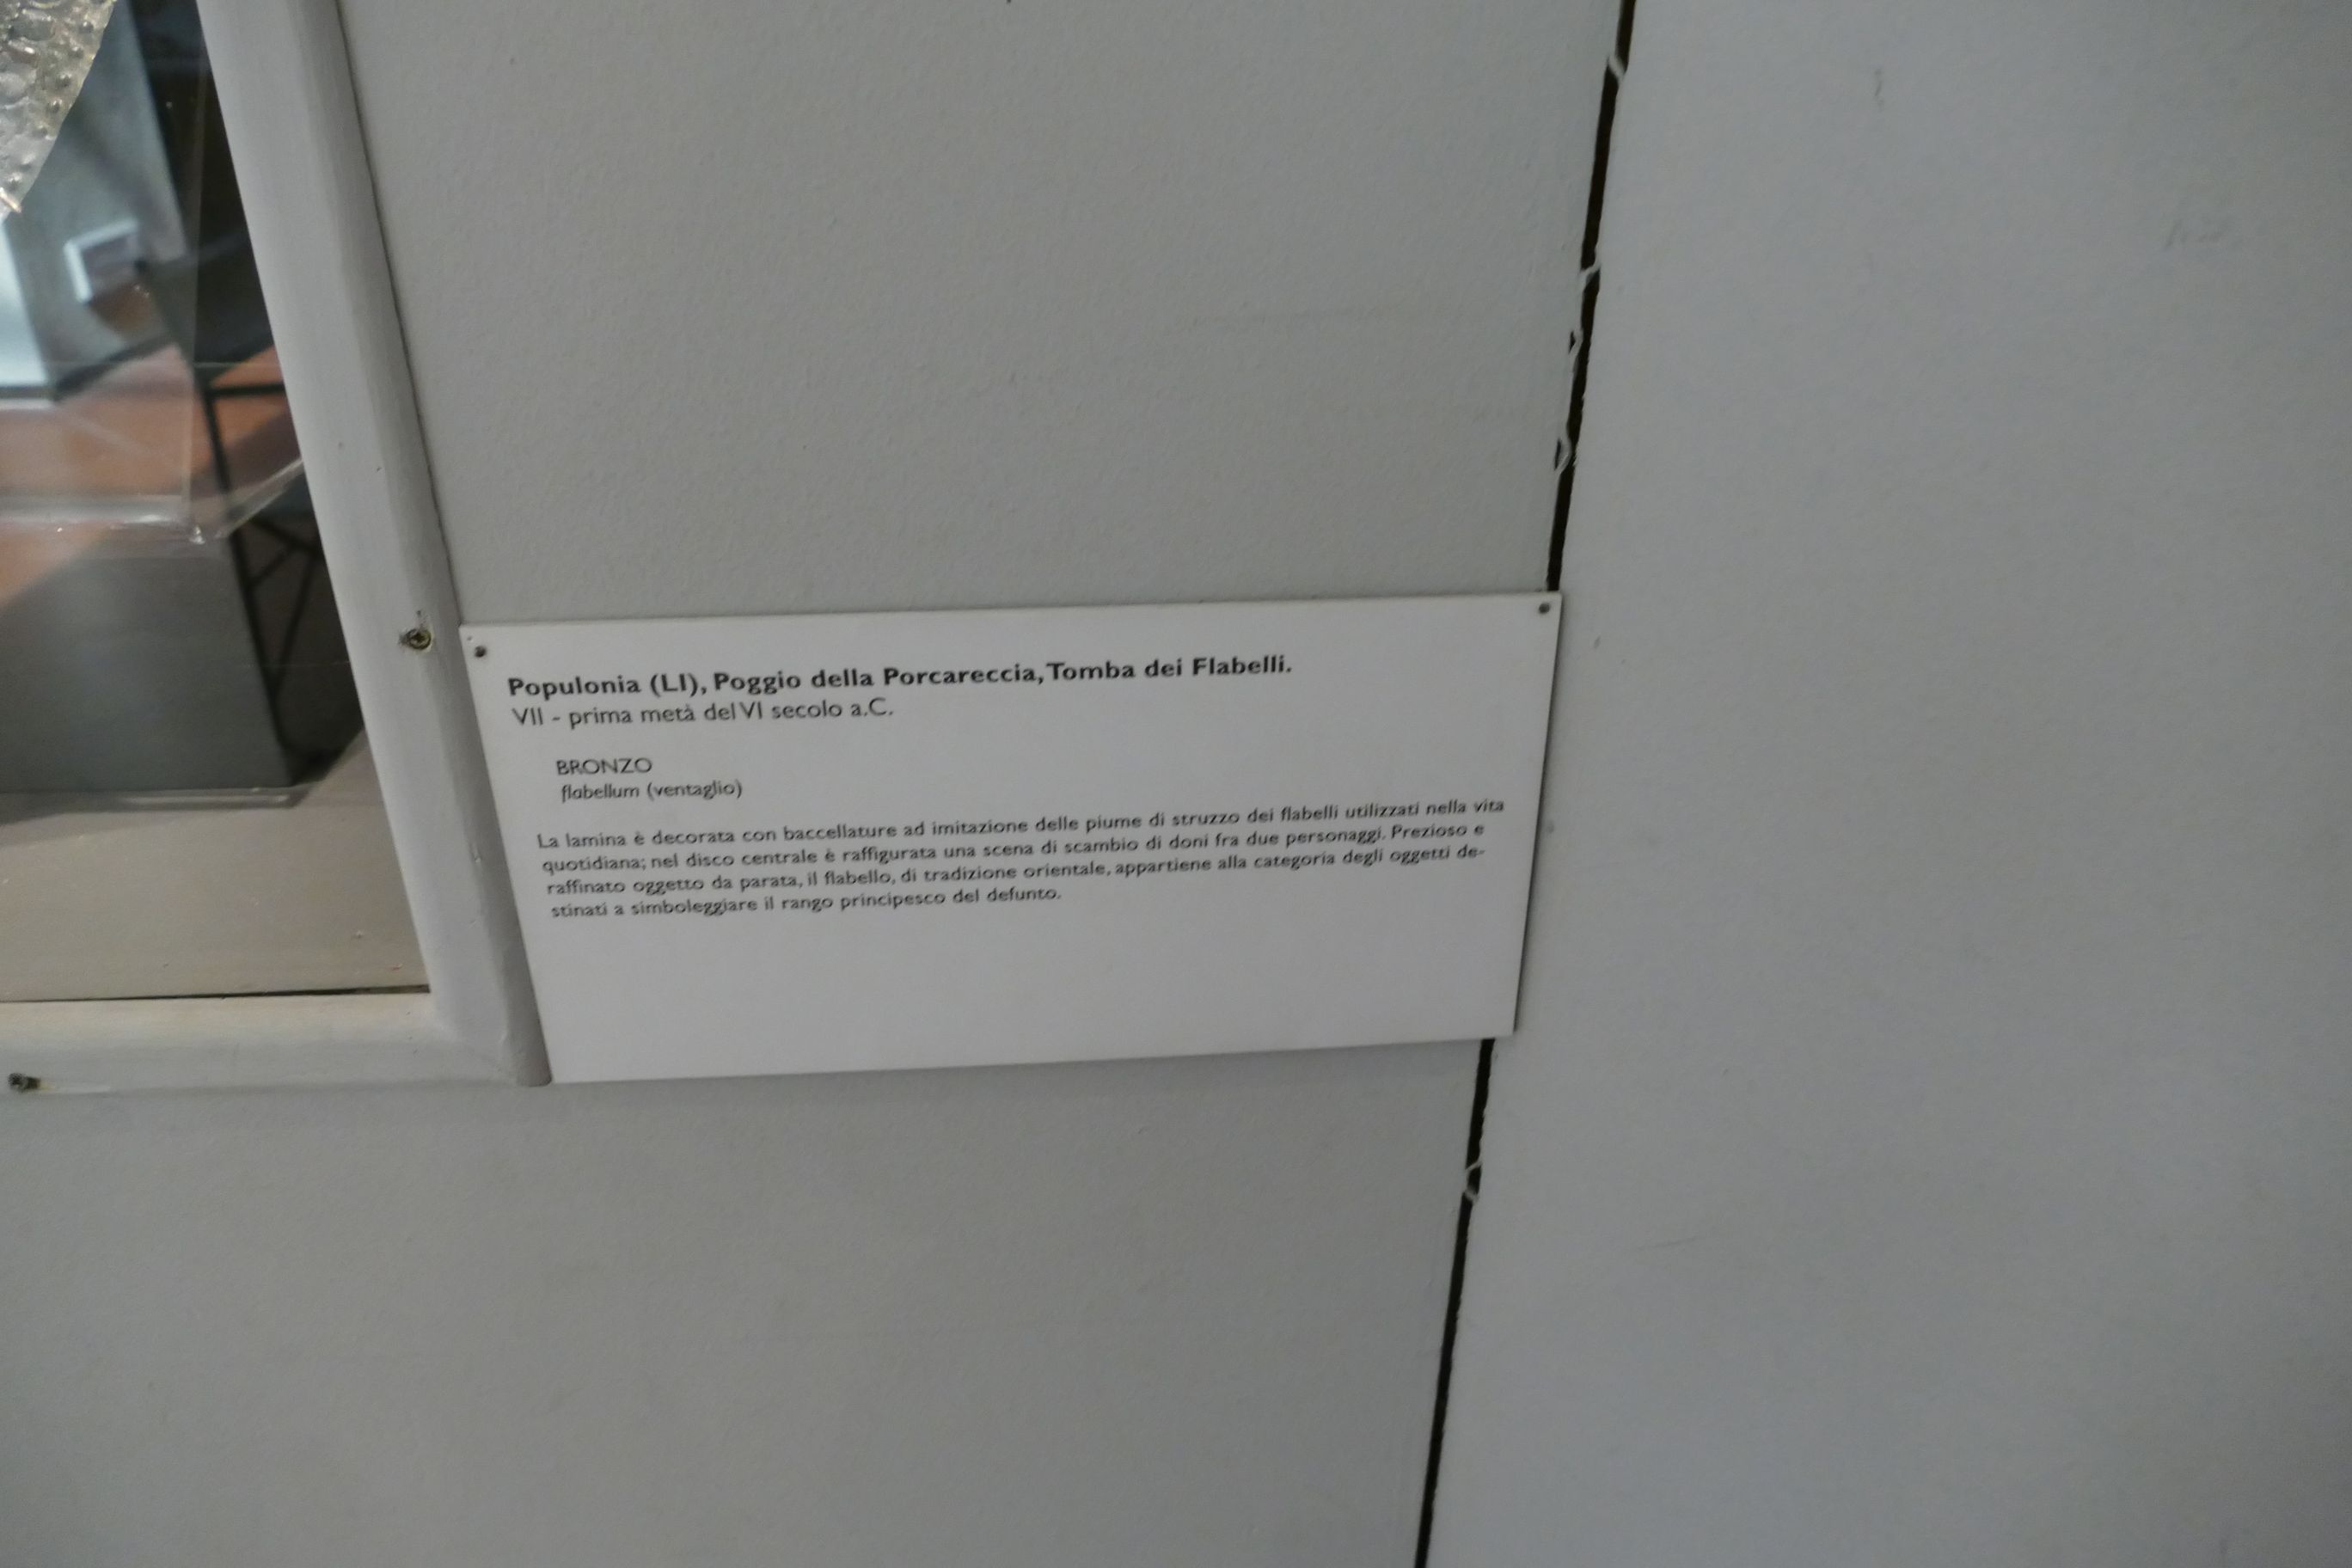 Populonia (LI), Poggio della Porcareccia, Tomba dei Flabelli.
VII - prima metà del VI secolo a.C.
BRONZO
flabellum (ventaglio)
La lamina è decorata con baccellature ad imitazione delle piume di struzzo dei flabelli utilizzati nella vita
quotidiana; nel disco centrale è raffigurata una scena di scambio di doni fra due personaggi. Prezioso e
raffinato oggetto da parata, il flabello, di tradizione orientale, appartiene alla categoria degli oggetti de-
stinati a simboleggiare il rango principesco del defunto.